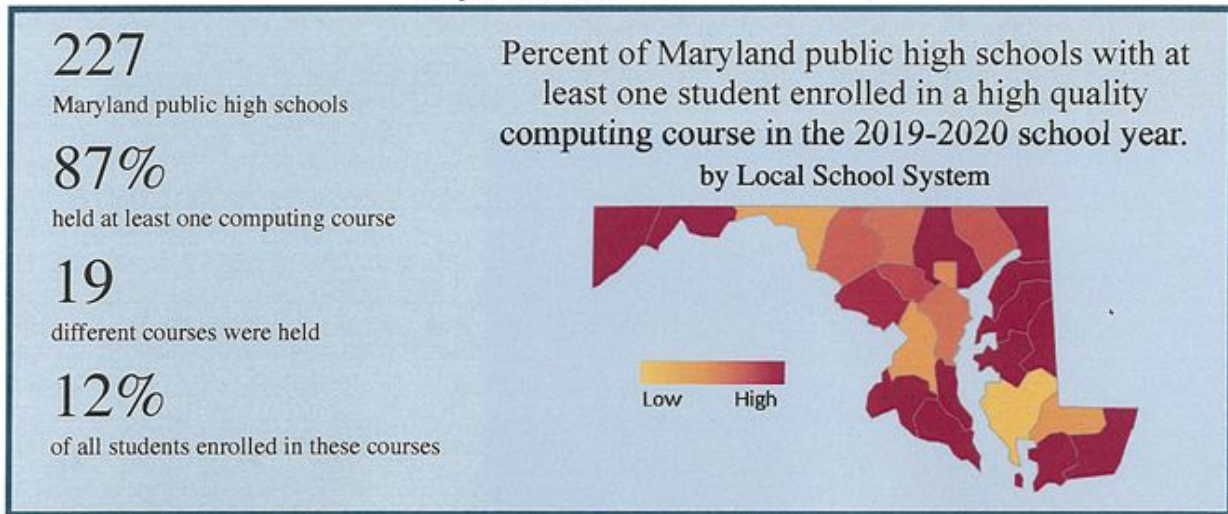 227
Maryland public high schools
87%
held at least one computing course
19
different courses were held
12%
of all students enrolled in these courses
Percent of Maryland public high schools with at
least one student enrolled in a high quality
computing course in the 2019-2020 school year.
by Local School System
Low High